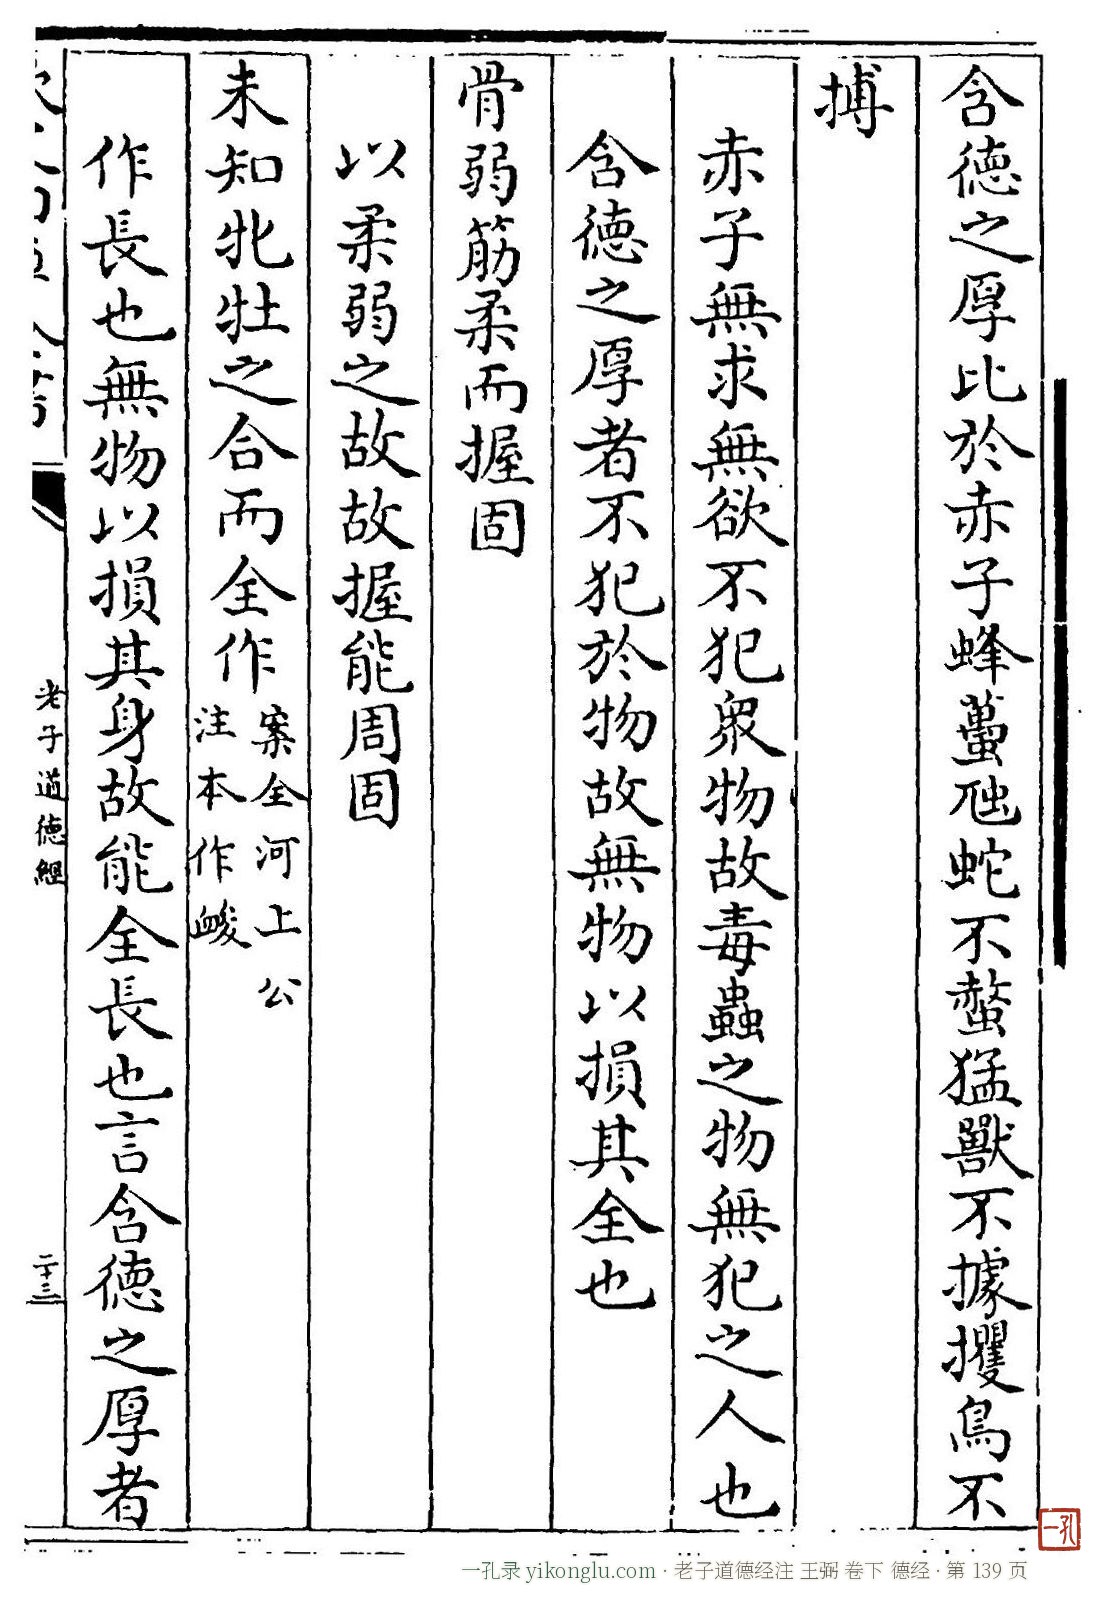 含德之厚比於赤子蜂蠆虺蛇不螫猛獸不據攫鳥不
搏
赤子無求無欲不犯衆物故毒蟲之物無犯之人也
含德之厚者不犯於物故無物以損其全也
骨弱筋柔而握固
以柔弱之故故握能周固
未知牝牡之合而全作
案全河上公
注本作䘒
作長也無物以損其身故能全長也言含德之厚者
老子道德經
二十三
一孔
一孔录 yikonglu.com · 老子道德经注 王弼 卷下 德经 · 第 139 页